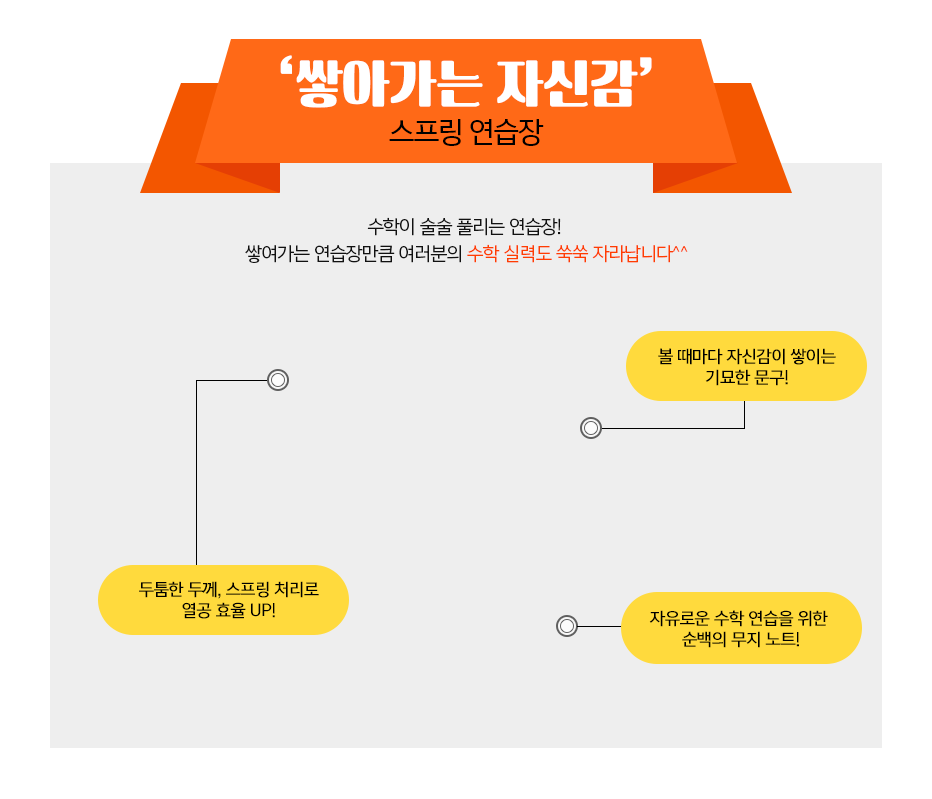 ‘쌓아가는 자신감’
스프링 연습장
수학이 술술 풀리는 연습장!
쌓여가는 연습장만큼 여러분의 수학 실력도 쑥쑥 자라납니다^^
볼 때마다 자신감이 쌓이는
기묘한 문구!
두툼한 두께, 스프링 처리로
열공 효율 UP!
자유로운 수학 연습을 위한
순백의 무지 노트!